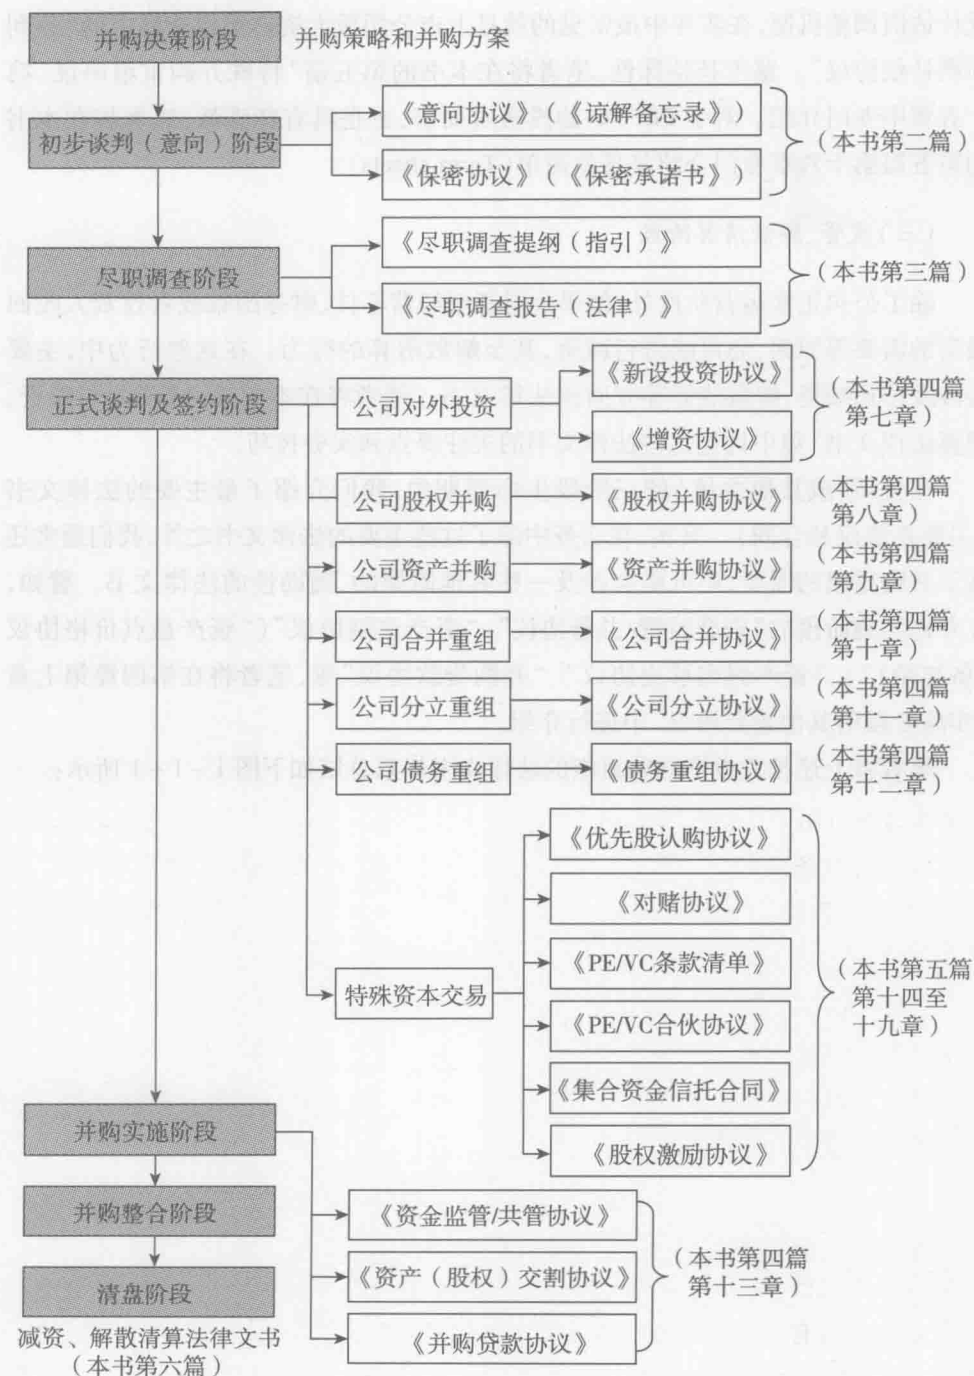 并购决策阶段
并购策略和并购方案
初步谈判（意向）阶段
《意向协议》（《谅解备忘录》）
《保密协议》（《保密承诺书》）
（本书第二篇）
尽职调查阶段
《尽职调查提纲（指引）》
《尽职调查报告（法律）》
（本书第三篇）
正式谈判及签约阶段
公司对外投资
《新设投资协议》
《增资协议》
（本书第四篇
第七章）
公司股权并购
《股权并购协议》
（本书第四篇
第八章）
公司资产并购
《资产并购协议》
（本书第四篇
第九章）
公司合并重组
《公司合并协议》
（本书第四篇
第十章）
公司分立重组
《公司分立协议》
（本书第四篇
第十一章）
公司债务重组
《债务重组协议》
（本书第四篇
第十二章）
特殊资本交易
《优先股认购协议》
《对赌协议》
《PE/VC条款清单》
《PE/VC合伙协议》
《集合资金信托合同》
《股权激励协议》
（本书第五篇
第十四至
十九章）
并购实施阶段
并购整合阶段
清盘阶段
减资、解散清算法律文书
（本书第六篇）
《资金监管/共管协议》
《资产（股权）交割协议》
《并购贷款协议》
（本书第四篇
第十三章）